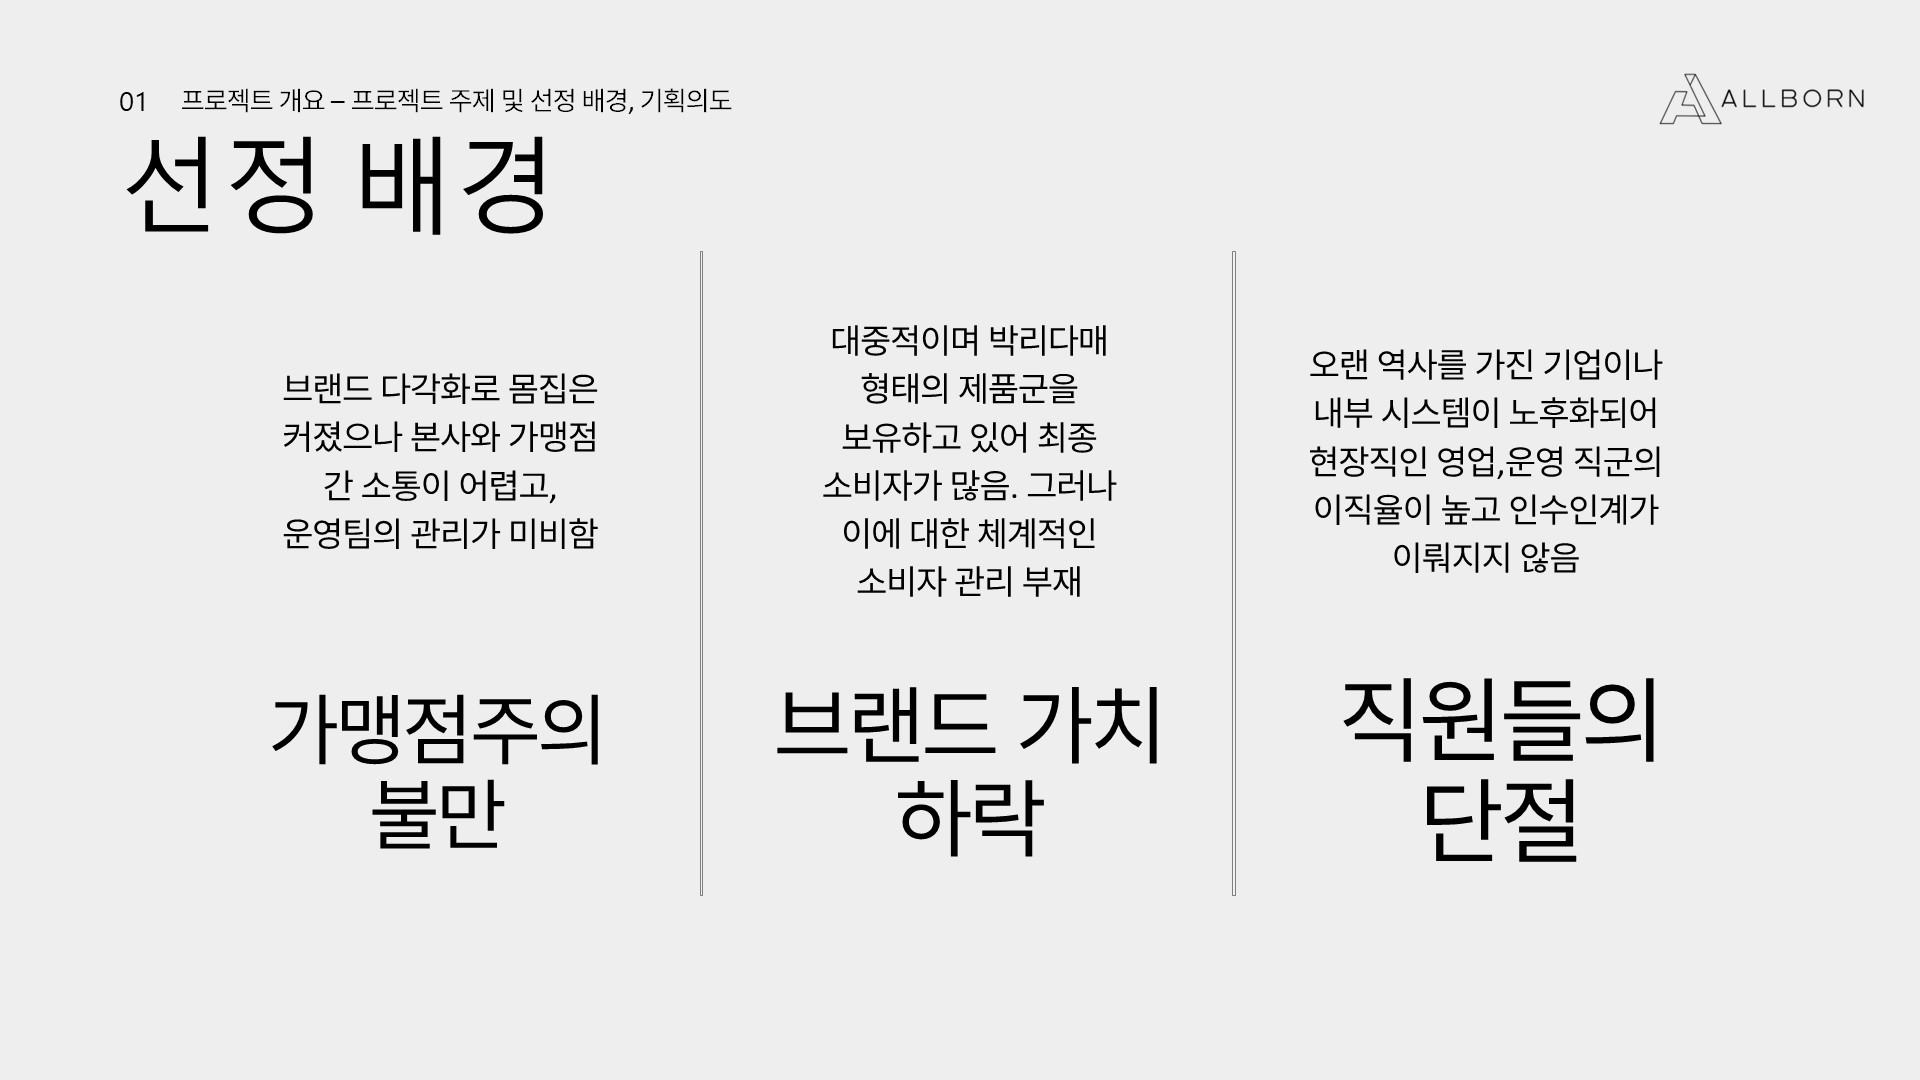 01 프로젝트 개요 – 프로젝트 주제 및 선정 배경, 기획의도
ALLBORN
선정 배경
브랜드 다각화로 몸집은
커졌으나 본사와 가맹점
간 소통이 어렵고,
운영팀의 관리가 미비함
가맹점주의
불만
대중적이며 박리다매
형태의 제품군을
보유하고 있어 최종
소비자가 많음. 그러나
이에 대한 체계적인
소비자 관리 부재
브랜드 가치
하락
오랜 역사를 가진 기업이나
내부 시스템이 노후화되어
현장직인 영업,운영 직군의
이직율이 높고 인수인계가
이뤄지지 않음
직원들의
단절